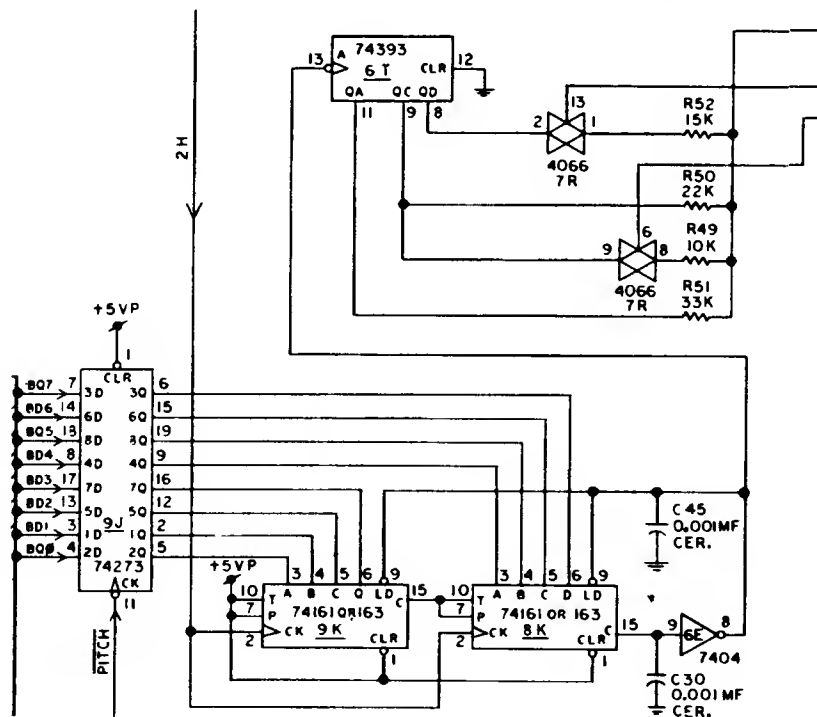 74393
6T
A
13
CLR
12
QA QC QD
11
9
8
2
13
1
4066
7R
R52
15K
R50
22K
R49
10K
R51
33K
9
6
8
4066
7R
2H
+5VP
1
CLR
BQ7 7 3D 3Q 6
BD6 14 6D 6Q 15
BQ5 18 8D 8Q 19
BD4 8 4D 4Q 9
BD3 17 7D 7Q 16
BD2 13 5D 5Q 12
BD1 3 1D 1Q 2
BQ0 4 2D 2Q 5
9J
74273
CK
11
PITCH
+5VP
3 4 5 6 9
A B C Q LD
10 T
7 P
2 CK
C 15
74161 OR 163
9K
CLR
1
3 4 5 6 9
A B C D LD
10 T
7 P
2 CK
C 15
74161 OR 163
8K
CLR
1
C45
0.001MF
CER.
9 6E 8
7404
C30
0.001MF
CER.